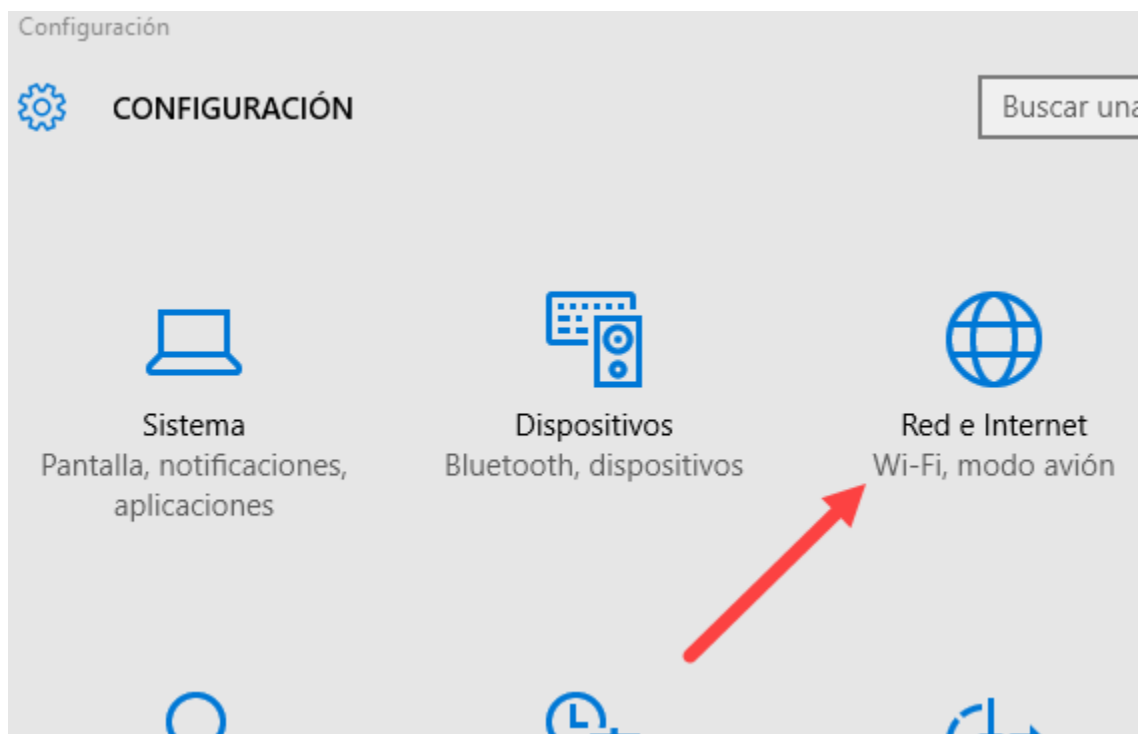 Configuración
CONFIGURACIÓN
Buscar una
Sistema
Pantalla, notificaciones,
aplicaciones
Dispositivos
Bluetooth, dispositivos
Red e Internet
Wi-Fi, modo avión